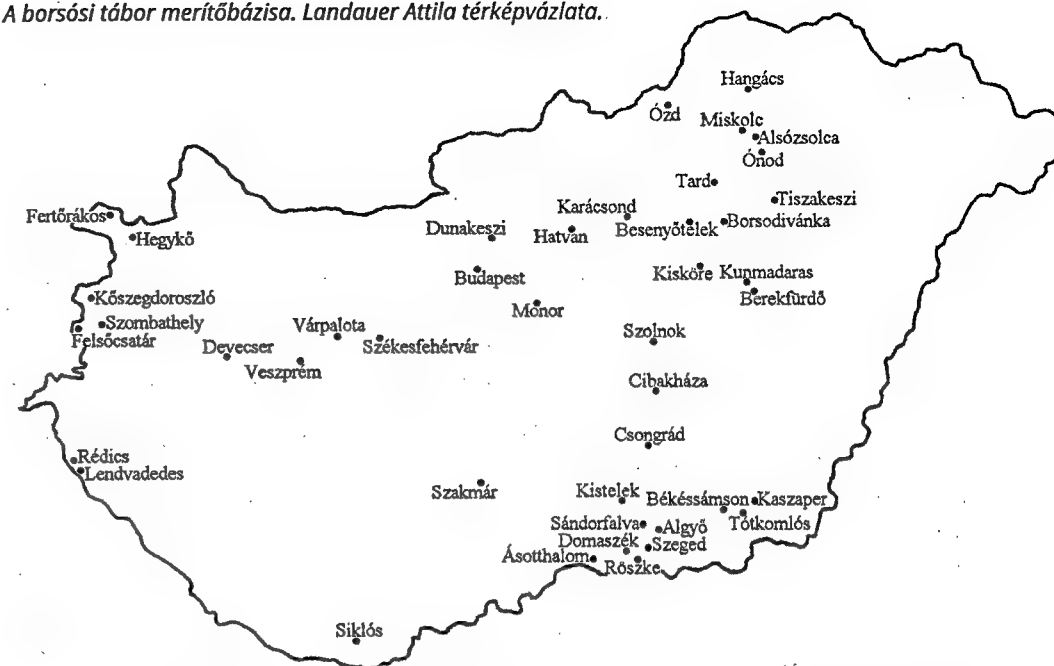 A borsósi tábor merítőbázisa. Landauer Attila térképvázlata.
Hangács
Ózd
Miskolc
Alsózsolca
Ónod
Tard
Tiszakeszi
Karácsond
Fertőrákos
Dunakeszi
Hatvan
Besenyőtelek
Borsodivánka
Hegykő
Budapest
Kisköre
Kunmadaras
Kőszegdoroszló
Berekfürdő
Monor
Szombathely
Várpalota
Szolnok
Felsőcsatár
Devecser
Székesfehérvár
Veszprém
Cibakháza
Csongrád
Rédics
Lendvadedes
Szakmár
Kistelek
Békéssámson
Kaszaper
Sándorfalva
Algyő
Tótkomlós
Domaszék
Szeged
Ásotthalom
Röszke
Siklós